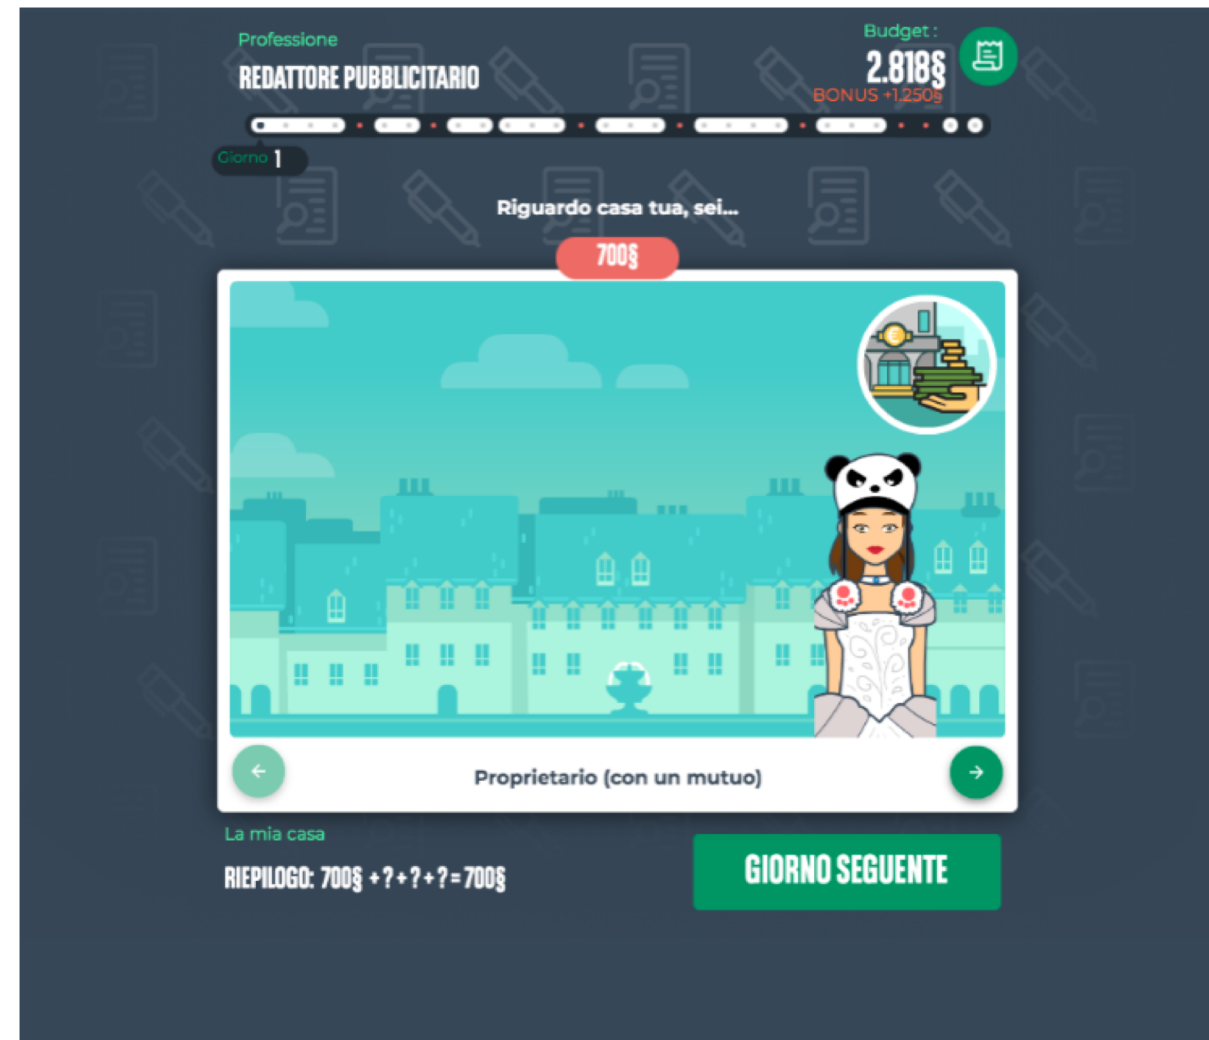 Professione
REDATTORE PUBBLICITARIO
Budget :
2.818§
BONUS +1.250§
Giorno 1
Riguardo casa tua, sei...
700§
€
Proprietario (con un mutuo)
La mia casa
RIEPILOGO: 700§ + ? + ? + ? = 700§
GIORNO SEGUENTE